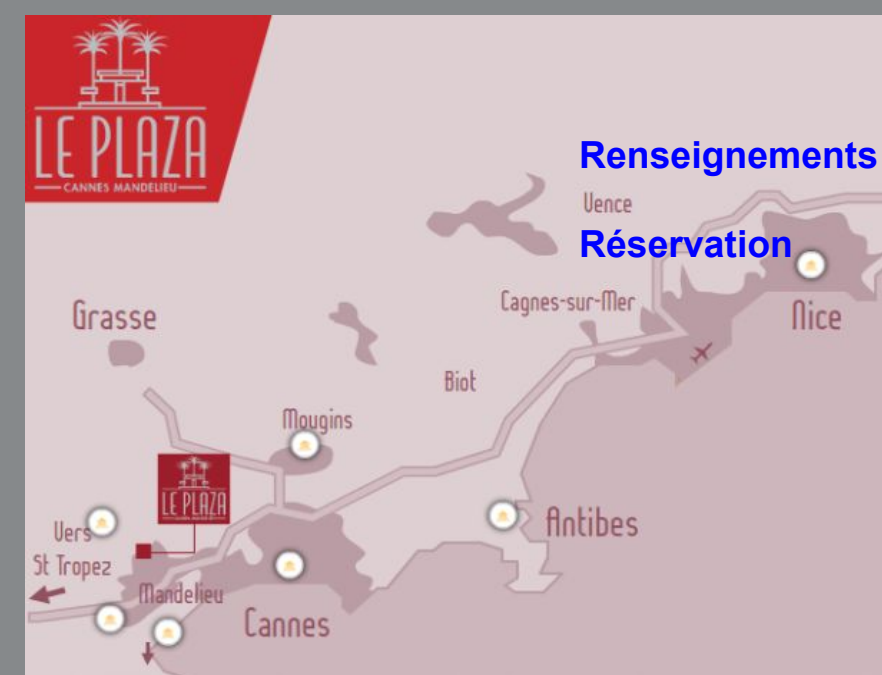 LE PLAZA
CANNES MANDELIEU
Renseignements
Vence
Réservation
Cagnes-sur-Mer
Nice
Grasse
Biot
Mougins
LE PLAZA
Antibes
Vers
St Tropez
Mandelieu
Cannes